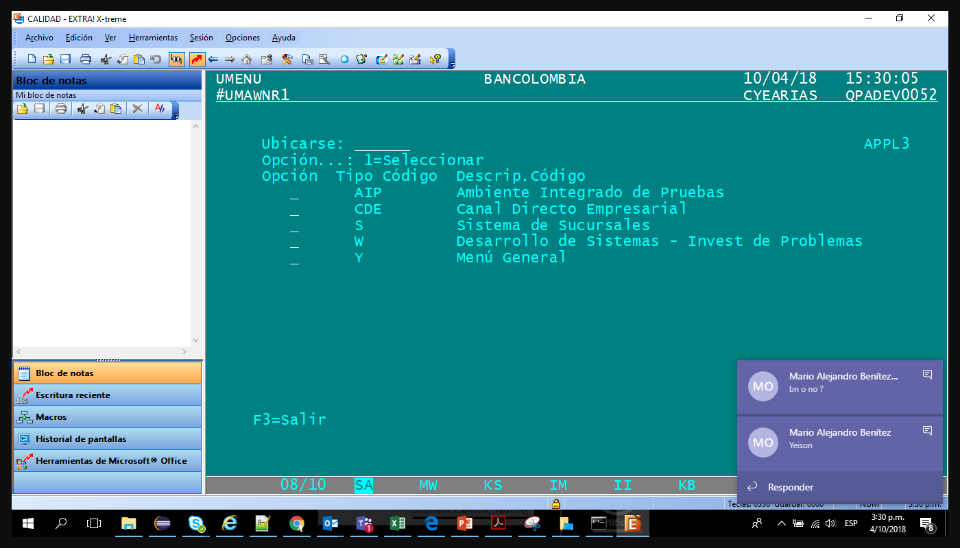 CALIDAD - EXTRA! X-treme
Archivo Edición Ver Herramientas Sesión Opciones Ayuda
Bloc de notas
Mi bloc de notas
UMENU BANCOLOMBIA 10/04/18 15:30:05
#UMAWNR1 CYEARIAS QPADEV0052
Ubicarse: APPL3
Opción...: 1=Seleccionar
Opción Tipo Código Descrip.Código
_ AIP Ambiente Integrado de Pruebas
_ CDE Canal Directo Empresarial
_ S Sistema de Sucursales
_ W Desarrollo de Sistemas - Invest de Problemas
_ Y Menú General
Bloc de notas
Escritura reciente
Macros
Historial de pantallas
Herramientas de Microsoft® Office
F3=Salir
MO Mario Alejandro Benítez...
bn o no ?
MO Mario Alejandro Benítez
Yeison
Responder
08/10 SA MW KS IM II KB
ESP
3:30 p.m.
4/10/2018
8